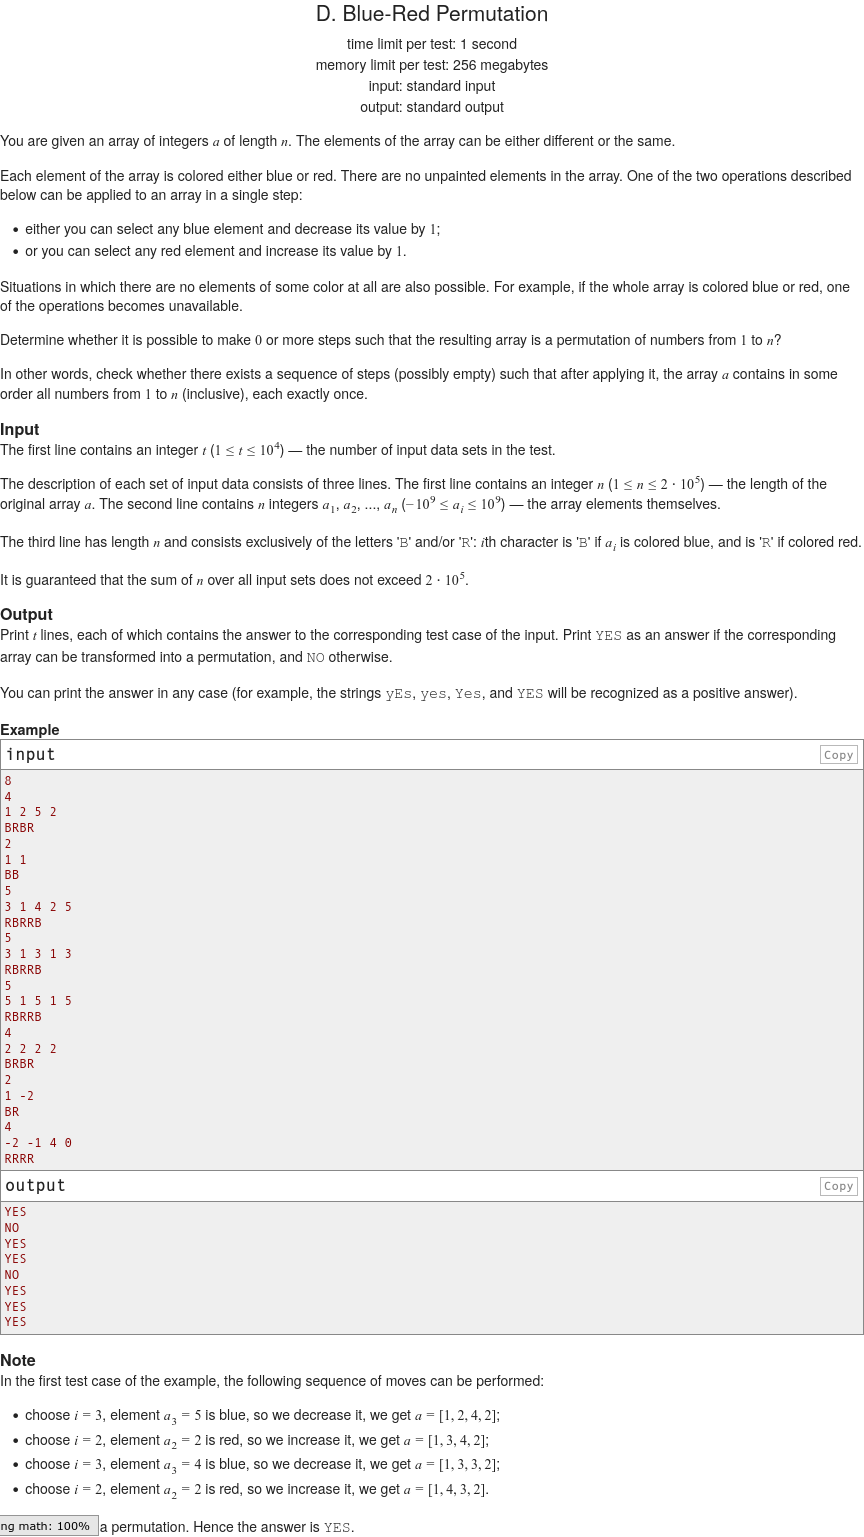 D. Blue-Red Permutation
time limit per test: 1 second
memory limit per test: 256 megabytes
input: standard input
output: standard output
You are given an array of integers a of length n. The elements of the array can be either different or the same.
Each element of the array is colored either blue or red. There are no unpainted elements in the array. One of the two operations described
below can be applied to an array in a single step:
• either you can select any blue element and decrease its value by 1;
• or you can select any red element and increase its value by 1.
Situations in which there are no elements of some color at all are also possible. For example, if the whole array is colored blue or red, one
of the operations becomes unavailable.
Determine whether it is possible to make 0 or more steps such that the resulting array is a permutation of numbers from 1 to n?
In other words, check whether there exists a sequence of steps (possibly empty) such that after applying it, the array a contains in some
order all numbers from 1 to n (inclusive), each exactly once.
Input
The first line contains an integer t (1 ≤ t ≤ 10^4) — the number of input data sets in the test.
The description of each set of input data consists of three lines. The first line contains an integer n (1 ≤ n ≤ 2 · 10^5) — the length of the
original array a. The second line contains n integers a_1, a_2, ..., a_n (−10^9 ≤ a_i ≤ 10^9) — the array elements themselves.
The third line has length n and consists exclusively of the letters 'B' and/or 'R': ith character is 'B' if a_i is colored blue, and is 'R' if colored red.
It is guaranteed that the sum of n over all input sets does not exceed 2 · 10^5.
Output
Print t lines, each of which contains the answer to the corresponding test case of the input. Print YES as an answer if the corresponding
array can be transformed into a permutation, and NO otherwise.
You can print the answer in any case (for example, the strings yEs, yes, Yes, and YES will be recognized as a positive answer).
Example
input Copy
8
4
1 2 5 2
BRBR
2
1 1
BB
5
3 1 4 2 5
RBRRB
5
3 1 3 1 3
RBRRB
5
5 1 5 1 5
RBRRB
4
2 2 2 2
BRBR
2
1 -2
BR
4
-2 -1 4 0
RRRR
output Copy
YES
NO
YES
YES
NO
YES
YES
YES
Note
In the first test case of the example, the following sequence of moves can be performed:
• choose i = 3, element a_3 = 5 is blue, so we decrease it, we get a = [1, 2, 4, 2];
• choose i = 2, element a_2 = 2 is red, so we increase it, we get a = [1, 3, 4, 2];
• choose i = 3, element a_3 = 4 is blue, so we decrease it, we get a = [1, 3, 3, 2];
• choose i = 2, element a_2 = 2 is red, so we increase it, we get a = [1, 4, 3, 2].
ng math: 100% a permutation. Hence the answer is YES.